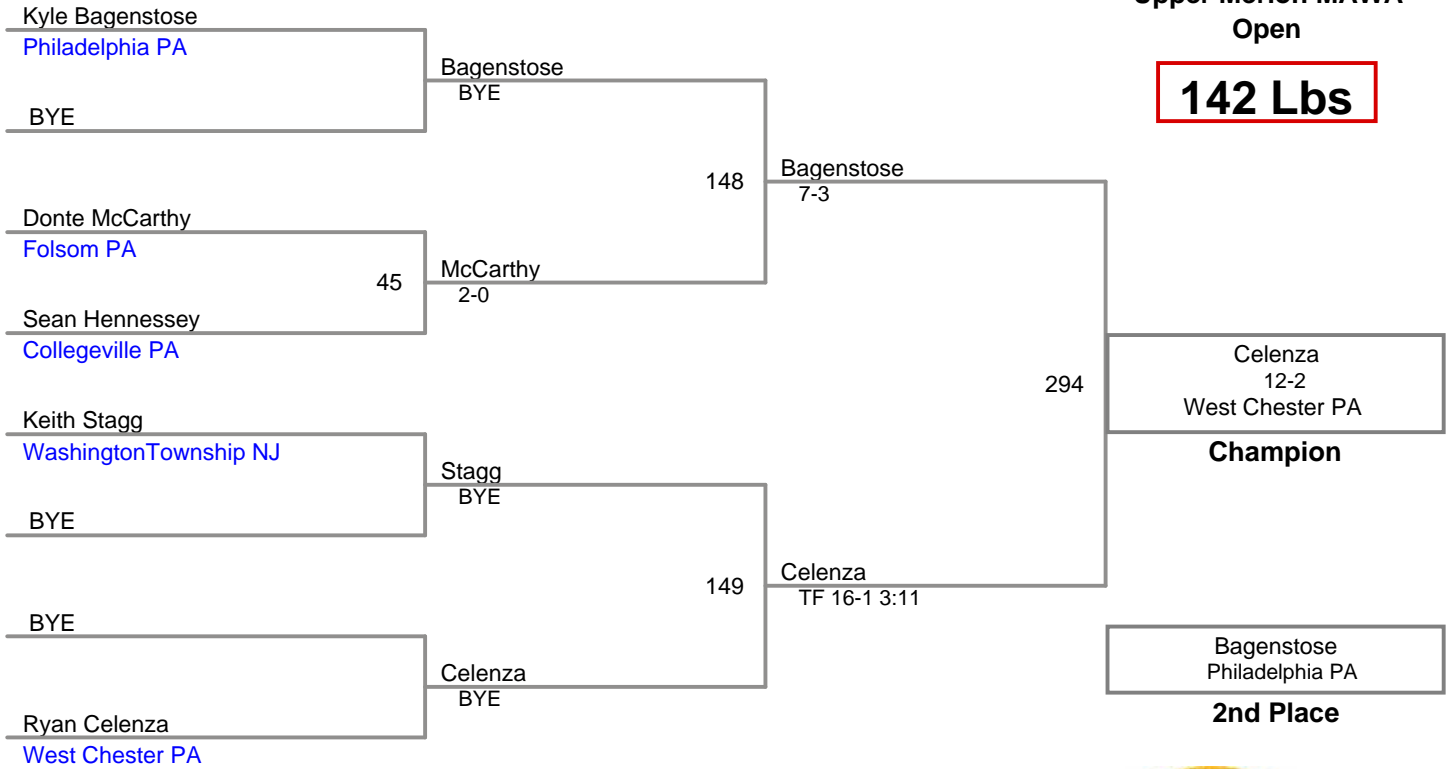 Kyle Bagenstose
Philadelphia PA
BYE
Donte McCarthy
Folsom PA
Sean Hennessey
Collegeville PA
Keith Stagg
WashingtonTownship NJ
BYE
BYE
Ryan Celenza
West Chester PA
45
Bagenstose
BYE
McCarthy
2-0
Stagg
BYE
Celenza
BYE
148
149
Bagenstose
7-3
Celenza
TF 16-1 3:11
294
Upper Merion MAWA
Open
142 Lbs
Celenza
12-2
West Chester PA
Champion
Bagenstose
Philadelphia PA
2nd Place